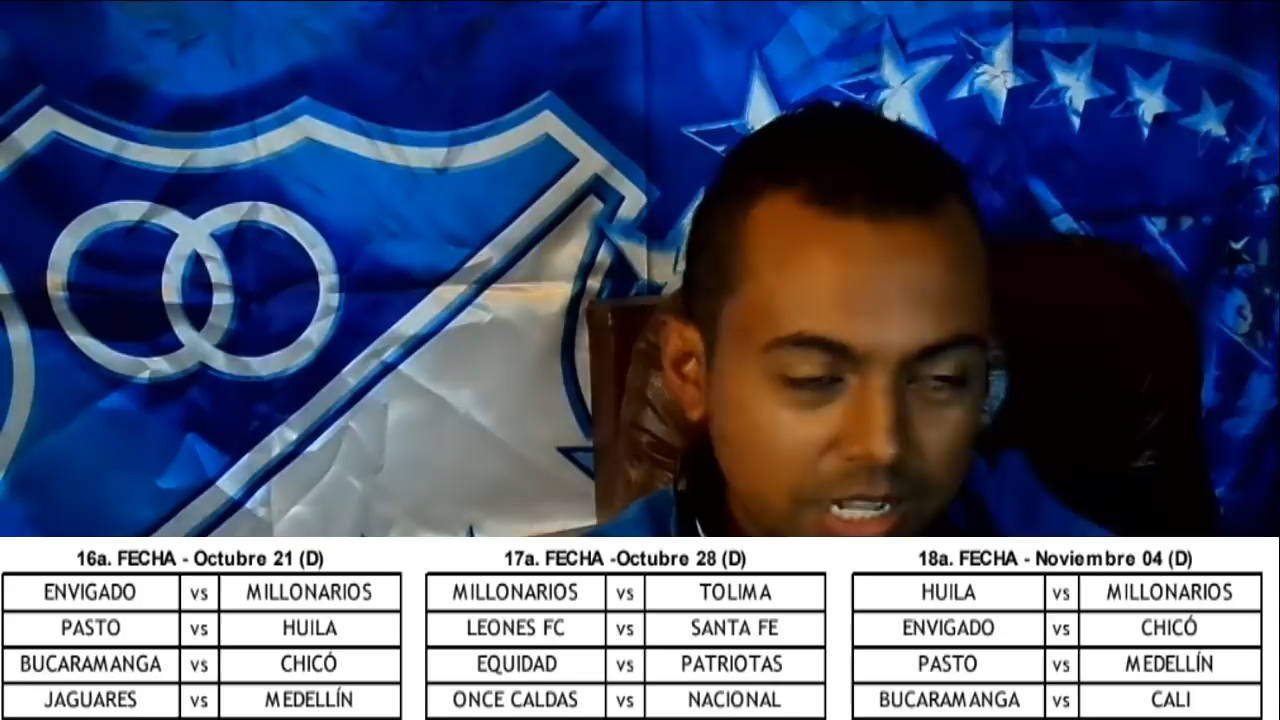 16a. FECHA - Octubre 21 (D)
ENVIGADO vs MILLONARIOS
PASTO vs HUILA
BUCARAMANGA vs CHICÓ
JAGUARES vs MEDELLÍN
17a. FECHA -Octubre 28 (D)
MILLONARIOS vs TOLIMA
LEONES FC vs SANTA FE
EQUIDAD vs PATRIOTAS
ONCE CALDAS vs NACIONAL
18a. FECHA - Noviembre 04 (D)
HUILA vs MILLONARIOS
ENVIGADO vs CHICÓ
PASTO vs MEDELLÍN
BUCARAMANGA vs CALI